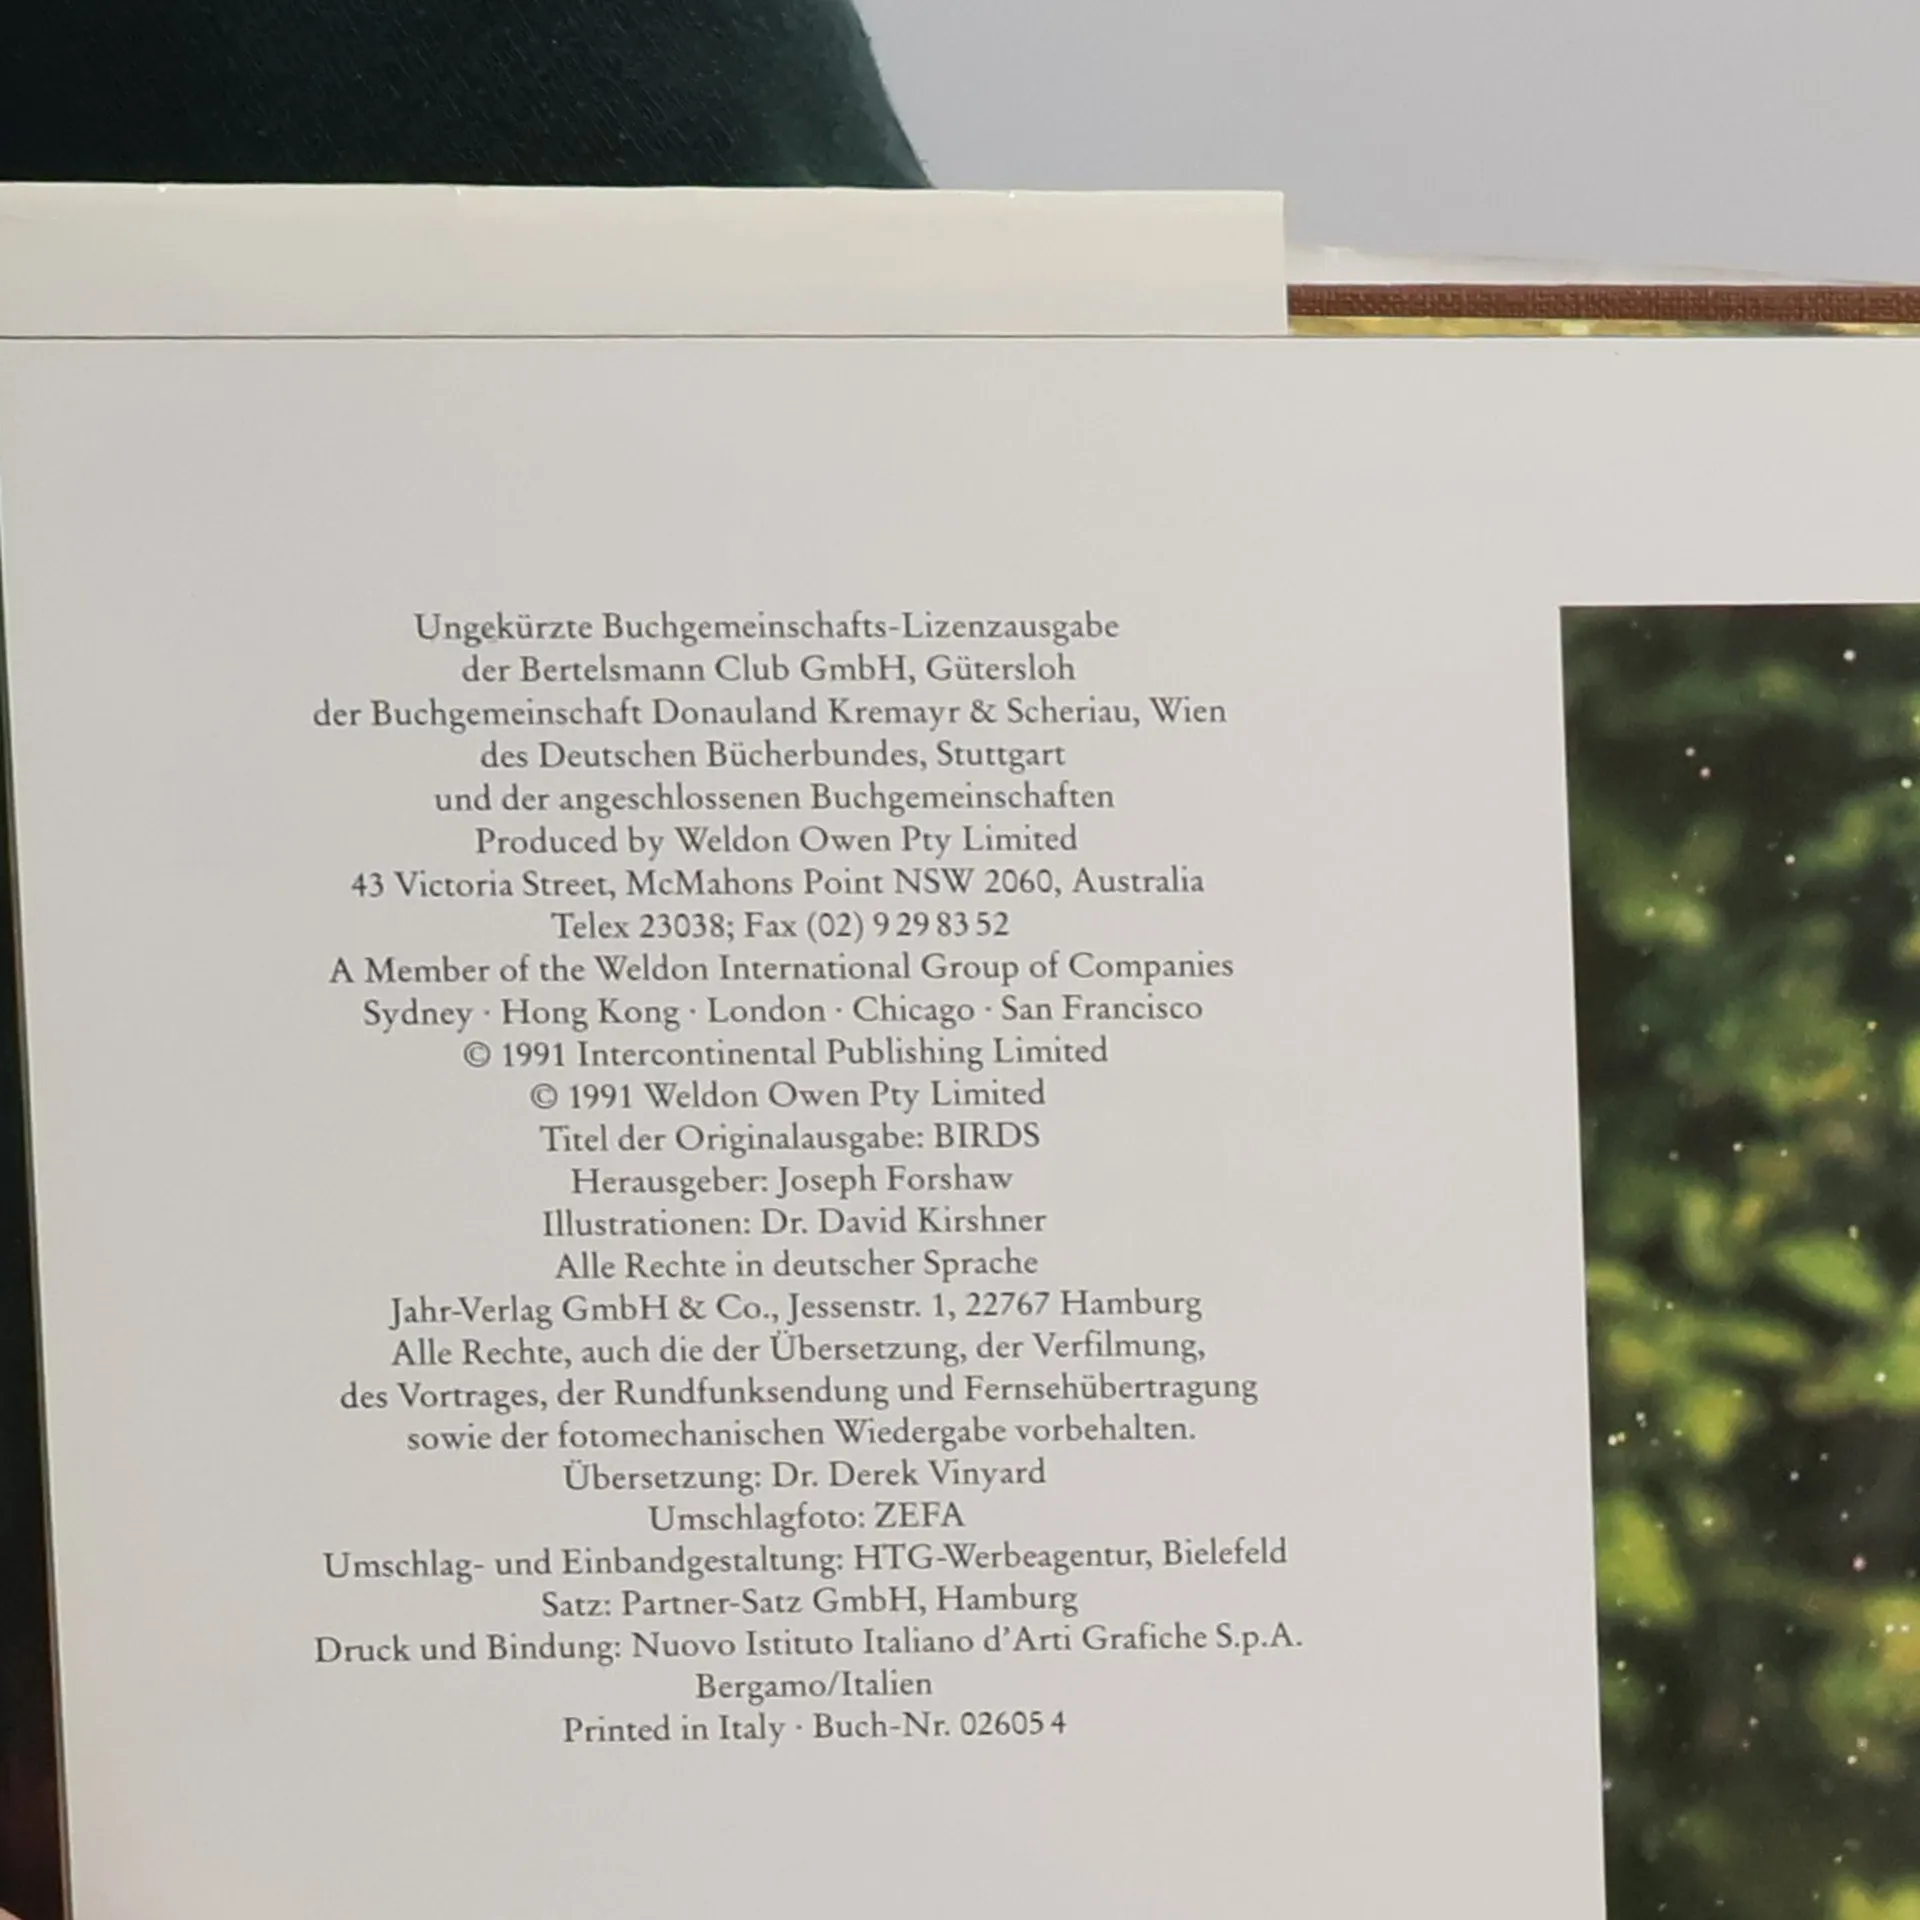 Ungekürzte Buchgemeinschafts-Lizenzausgabe
der Bertelsmann Club GmbH, Gütersloh
der Buchgemeinschaft Donauland Kremayr & Scheriau, Wien
des Deutschen Bücherbundes, Stuttgart
und der angeschlossenen Buchgemeinschaften
Produced by Weldon Owen Pty Limited
43 Victoria Street, McMahons Point NSW 2060, Australia
Telex 23038; Fax (02) 9 29 83 52
A Member of the Weldon International Group of Companies
Sydney · Hong Kong · London · Chicago · San Francisco
© 1991 Intercontinental Publishing Limited
© 1991 Weldon Owen Pty Limited
Titel der Originalausgabe: BIRDS
Herausgeber: Joseph Forshaw
Illustrationen: Dr. David Kirshner
Alle Rechte in deutscher Sprache
Jahr-Verlag GmbH & Co., Jessenstr. 1, 22767 Hamburg
Alle Rechte, auch die der Übersetzung, der Verfilmung,
des Vortrages, der Rundfunksendung und Fernsehübertragung
sowie der fotomechanischen Wiedergabe vorbehalten.
Übersetzung: Dr. Derek Vinyard
Umschlagfoto: ZEFA
Umschlag- und Einbandgestaltung: HTG-Werbeagentur, Bielefeld
Satz: Partner-Satz GmbH, Hamburg
Druck und Bindung: Nuovo Istituto Italiano d'Arti Grafiche S.p.A.
Bergamo/Italien
Printed in Italy · Buch-Nr. 02605 4